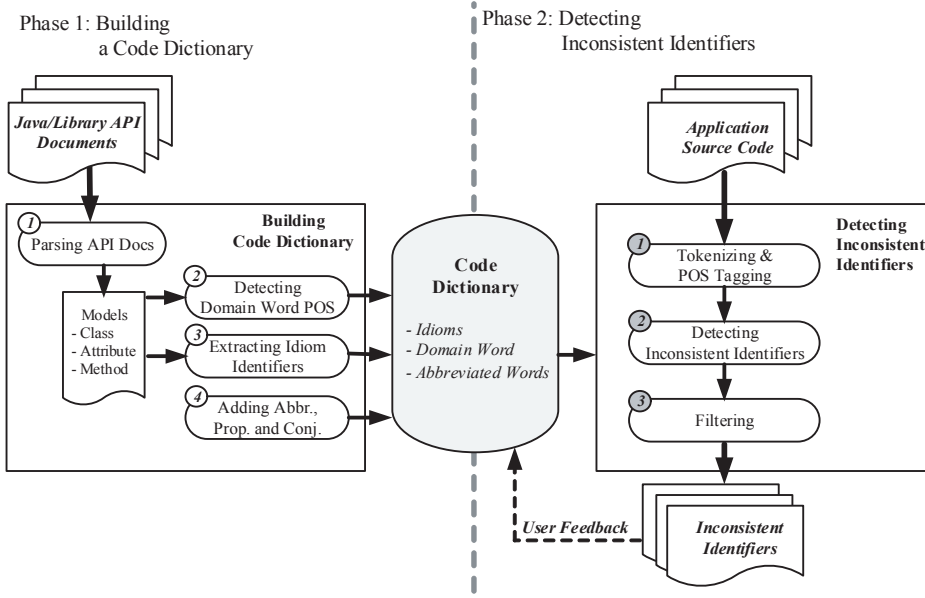 Phase 1: Building
a Code Dictionary
Java/Library API
Documents
Building
Code Dictionary
1
Parsing API Docs
Models
- Class
- Attribute
- Method
2
Detecting
Domain Word POS
3
Extracting Idiom
Identifiers
4
Adding Abbr.,
Prop. and Conj.
Code
Dictionary
- Idioms
- Domain Word
- Abbreviated Words
Phase 2: Detecting
Inconsistent Identifiers
Application
Source Code
Detecting
Inconsistent
Identifiers
1
Tokenizing &
POS Tagging
2
Detecting
Inconsistent Identifiers
3
Filtering
User Feedback
Inconsistent
Identifiers